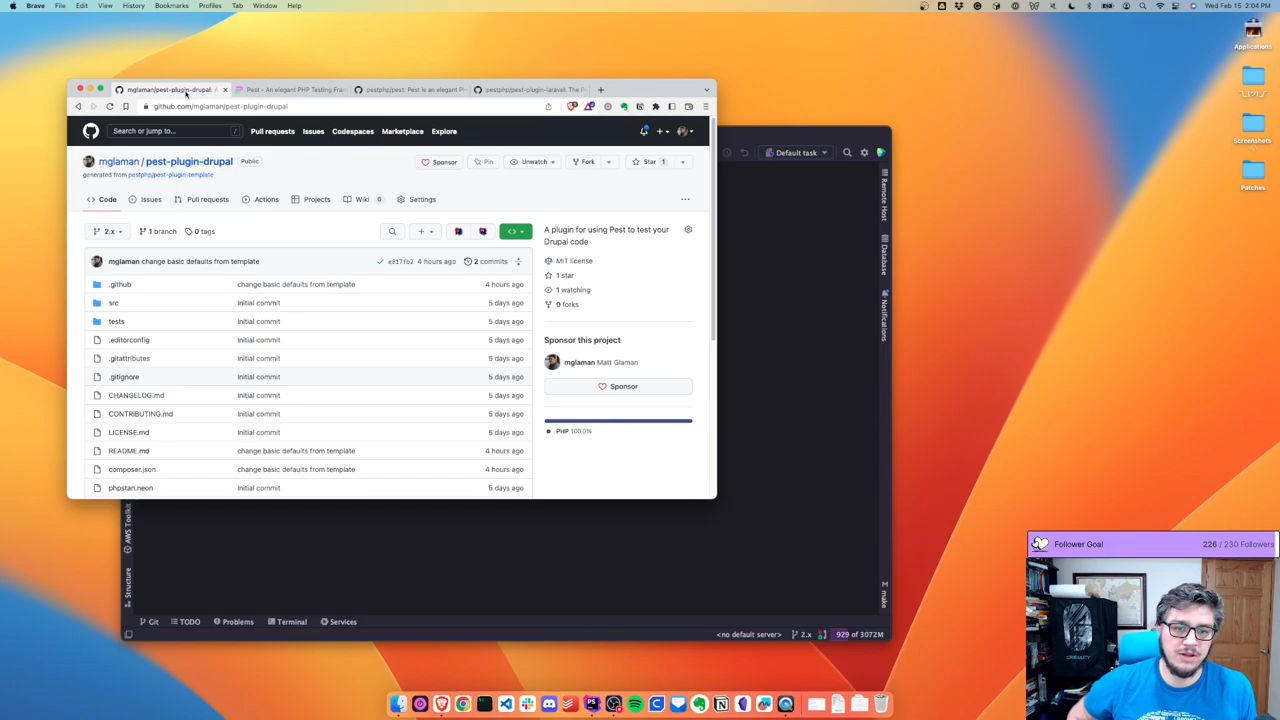 Brave File Edit View History Bookmarks Profiles Tab Window Help
Wed Feb 15 2:04 PM
Applications
Screenshots
Patches
mglaman/pest-plugin-drupal: A
Pest - An elegant PHP Testing Fram
pestphp/pest: Pest is an elegant Ph
pestphp/pest-plugin-laravel: The Pe
github.com/mglaman/pest-plugin-drupal
Search or jump to... /
Pull requests Issues Codespaces Marketplace Explore
mglaman / pest-plugin-drupal Public
generated from pestphp/pest-plugin-template
Sponsor Pin Unwatch Fork Star 1
Code Issues Pull requests Actions Projects Wiki 0 Settings
2.x 1 branch 0 tags
mglaman change basic defaults from template e817fb2 4 hours ago 2 commits
.github change basic defaults from template 4 hours ago
src Initial commit 5 days ago
tests Initial commit 5 days ago
.editorconfig Initial commit 5 days ago
.gitattributes Initial commit 5 days ago
.gitignore Initial commit 5 days ago
CHANGELOG.md Initial commit 5 days ago
CONTRIBUTING.md Initial commit 5 days ago
LICENSE.md Initial commit 5 days ago
README.md change basic defaults from template 4 hours ago
composer.json change basic defaults from template 4 hours ago
phpstan.neon Initial commit 5 days ago
A plugin for using Pest to test your
Drupal code
MIT license
1 star
1 watching
0 forks
Sponsor this project
mglaman Matt Glaman
Sponsor
PHP 100.0%
Default task
Remote Host
Database
Notifications
make
AWS Toolkit
Structure
Git TODO Problems Terminal Services
<no default server> 2.x 929 of 3072M
Follower Goal 226 / 230 Followers